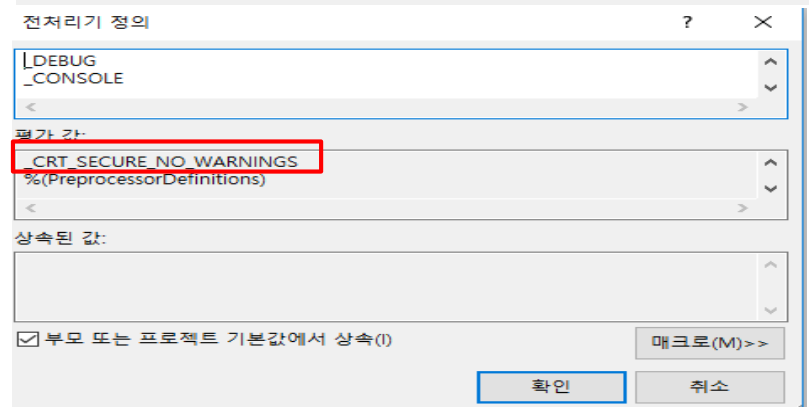 전처리기 정의
?
_DEBUG
_CONSOLE
평가 값:
_CRT_SECURE_NO_WARNINGS
%(PreprocessorDefinitions)
상속된 값:
부모 또는 프로젝트 기본값에서 상속(I)
매크로(M)>>
확인
취소